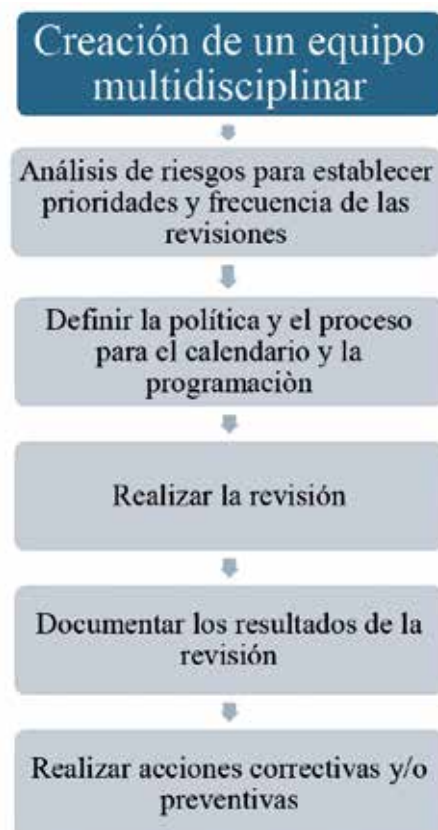 Creación de un equipo
multidisciplinar
Análisis de riesgos para establecer
prioridades y frecuencia de las
revisiones
Definir la política y el proceso
para el calendario y la
programaciòn
Realizar la revisión
Documentar los resultados de la
revisión
Realizar acciones correctivas y/o
preventivas